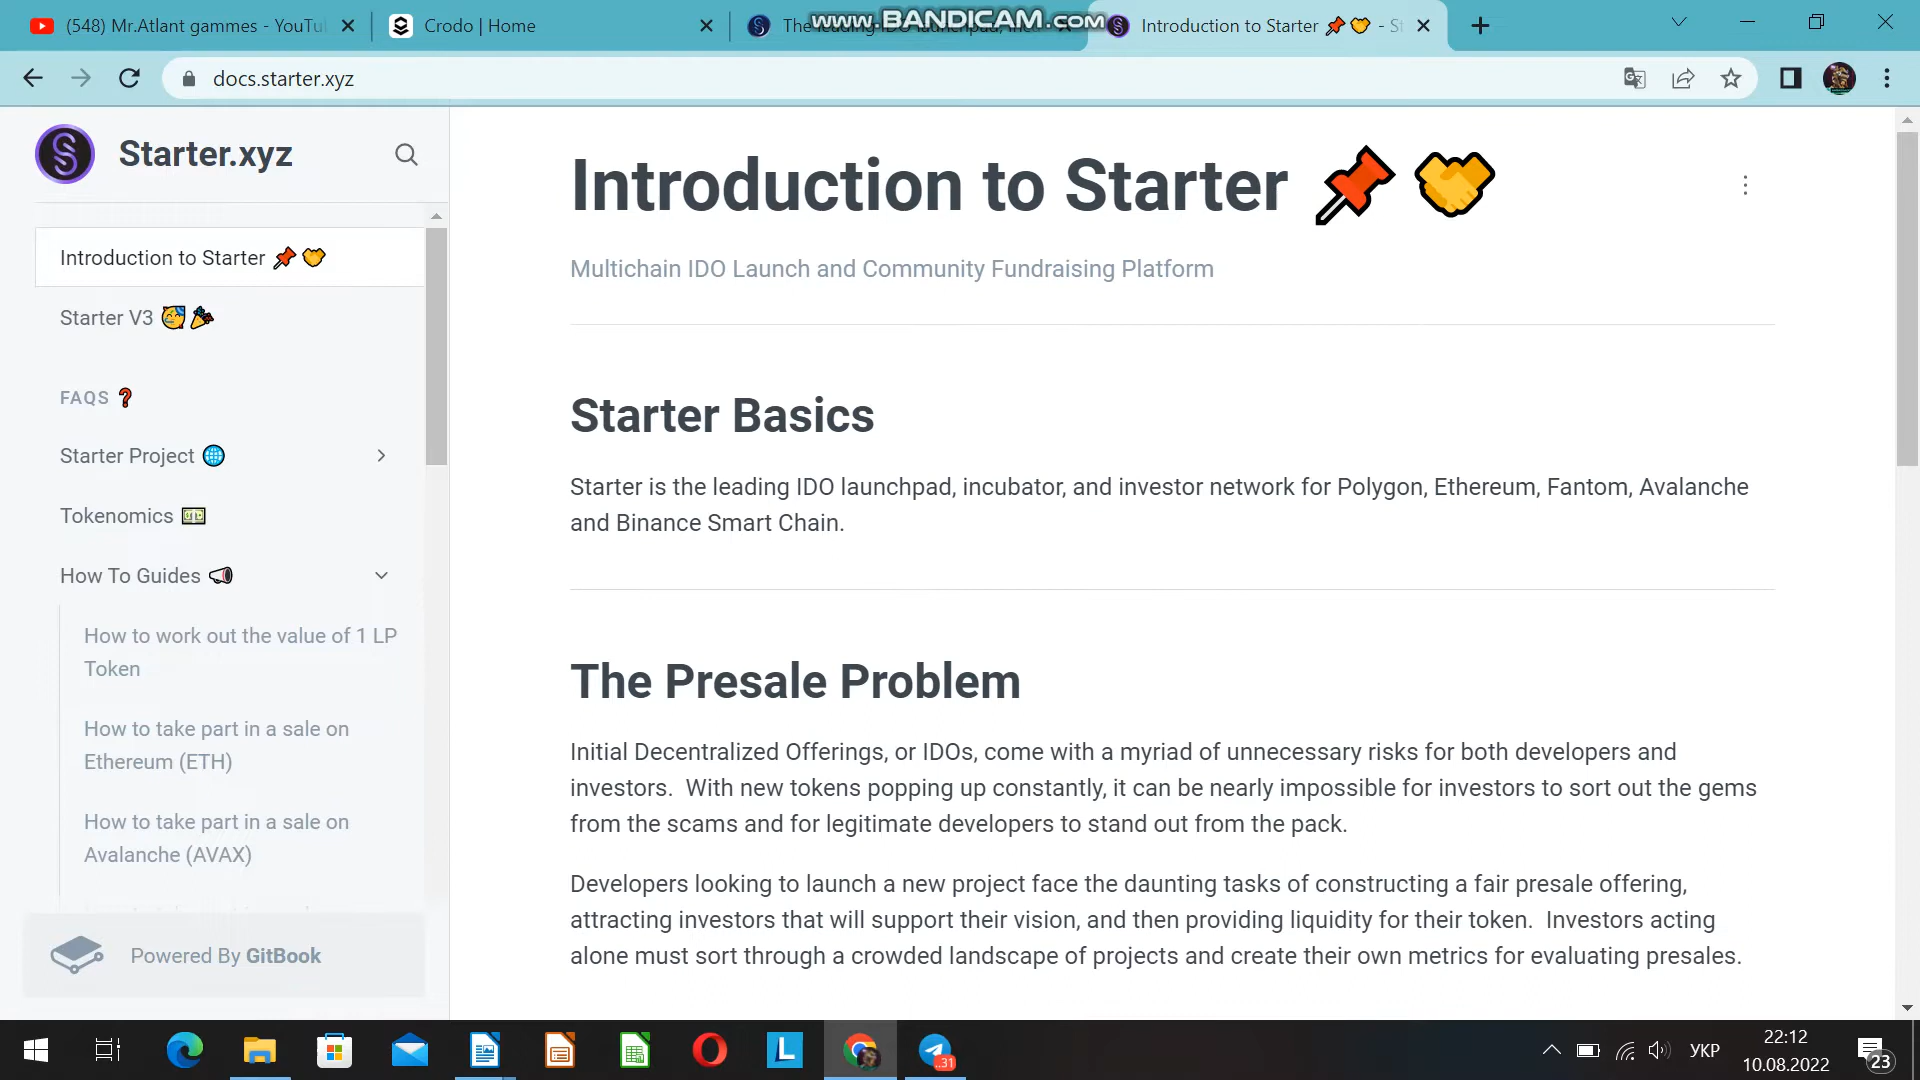 (548) Mr.Atlant gammes - YouTu
Crodo | Home
The leading IDO launchpad, incu
www.BANDICAM.com
Introduction to Starter 📌🤝 - St
docs.starter.xyz
Starter.xyz
Introduction to Starter 📌🤝
Starter V3 🥳🎉
FAQS ❓
Starter Project 🌐
Tokenomics 💵
How To Guides 📣
How to work out the value of 1 LP
Token
How to take part in a sale on
Ethereum (ETH)
How to take part in a sale on
Avalanche (AVAX)
Powered By GitBook
Introduction to Starter 📌 🤝
Multichain IDO Launch and Community Fundraising Platform
Starter Basics
Starter is the leading IDO launchpad, incubator, and investor network for Polygon, Ethereum, Fantom, Avalanche
and Binance Smart Chain.
The Presale Problem
Initial Decentralized Offerings, or IDOs, come with a myriad of unnecessary risks for both developers and
investors.  With new tokens popping up constantly, it can be nearly impossible for investors to sort out the gems
from the scams and for legitimate developers to stand out from the pack.
Developers looking to launch a new project face the daunting tasks of constructing a fair presale offering,
attracting investors that will support their vision, and then providing liquidity for their token.  Investors acting
alone must sort through a crowded landscape of projects and create their own metrics for evaluating presales.
L
..31
УКР
22:12
10.08.2022
23